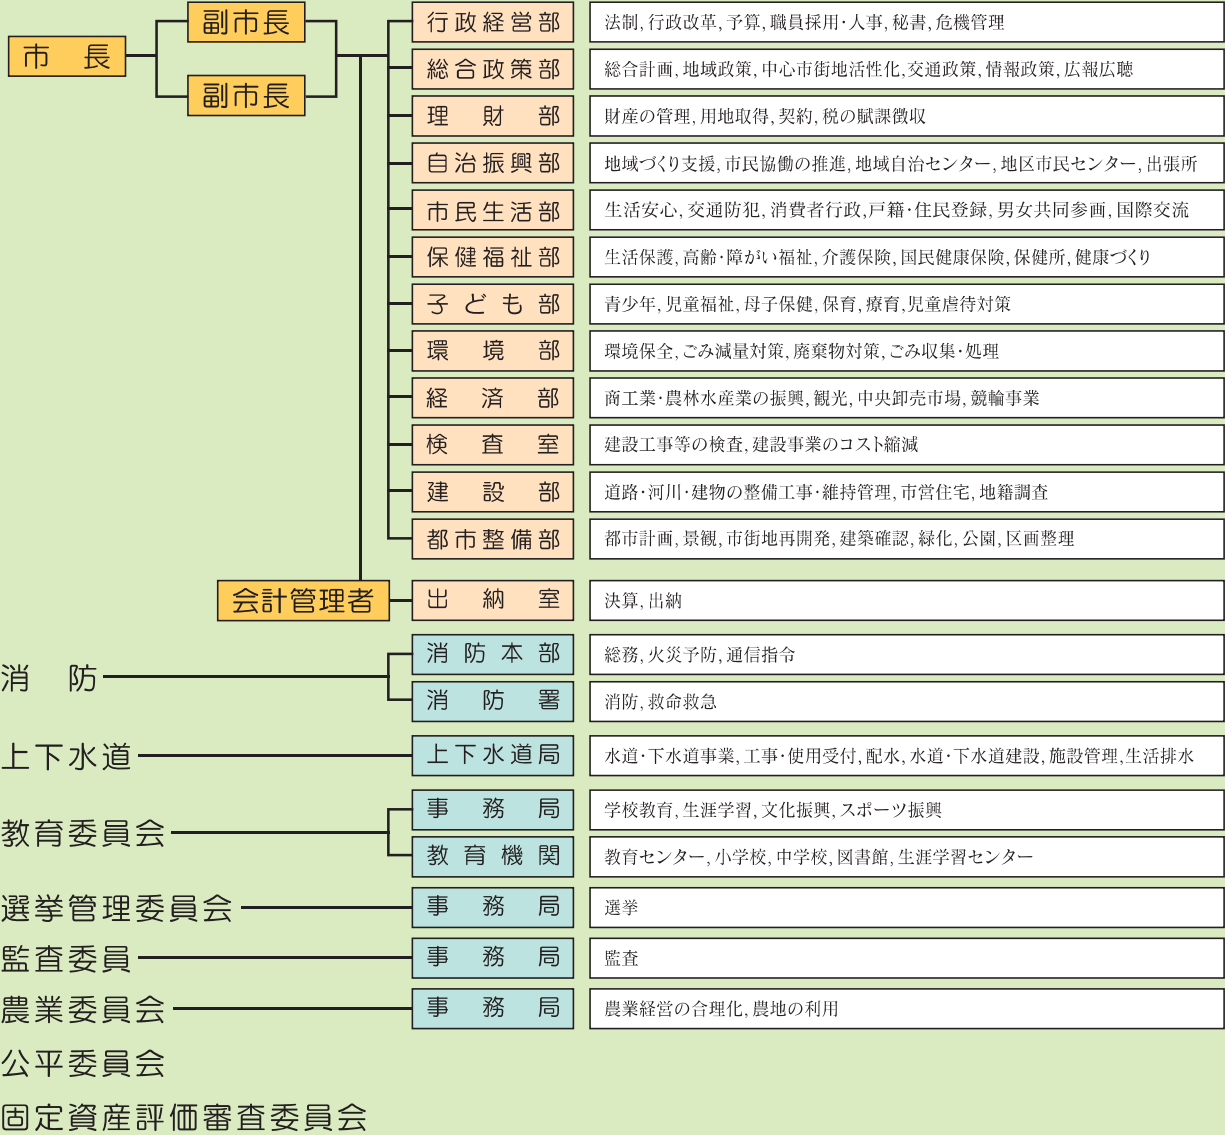 市長
副市長
副市長
行政経営部 法制, 行政改革, 予算, 職員採用・人事, 秘書, 危機管理
総合政策部 総合計画, 地域政策, 中心市街地活性化,交通政策, 情報政策, 広報広聴
理財部 財産の管理, 用地取得, 契約, 税の賦課徴収
自治振興部 地域づくり支援, 市民協働の推進, 地域自治センター, 地区市民センター, 出張所
市民生活部 生活安心, 交通防犯, 消費者行政,戸籍・住民登録, 男女共同参画, 国際交流
保健福祉部 生活保護, 高齢・障がい福祉, 介護保険, 国民健康保険, 保健所, 健康づくり
子ども部 青少年, 児童福祉, 母子保健, 保育, 療育,児童虐待対策
環境部 環境保全, ごみ減量対策, 廃棄物対策, ごみ収集・処理
経済部 商工業・農林水産業の振興, 観光, 中央卸売市場, 競輪事業
検査室 建設工事等の検査, 建設事業のコスト縮減
建設部 道路・河川・建物の整備工事・維持管理, 市営住宅, 地籍調査
都市整備部 都市計画, 景観, 市街地再開発, 建築確認, 緑化, 公園, 区画整理
会計管理者 出納室 決算, 出納
消防
消防本部 総務, 火災予防, 通信指令
消防署 消防, 救命救急
上下水道 上下水道局 水道・下水道事業, 工事・使用受付, 配水, 水道・下水道建設, 施設管理,生活排水
教育委員会
事務局 学校教育, 生涯学習, 文化振興, スポーツ振興
教育機関 教育センター, 小学校, 中学校, 図書館, 生涯学習センター
選挙管理委員会 事務局 選挙
監査委員 事務局 監査
農業委員会 事務局 農業経営の合理化, 農地の利用
公平委員会
固定資産評価審査委員会